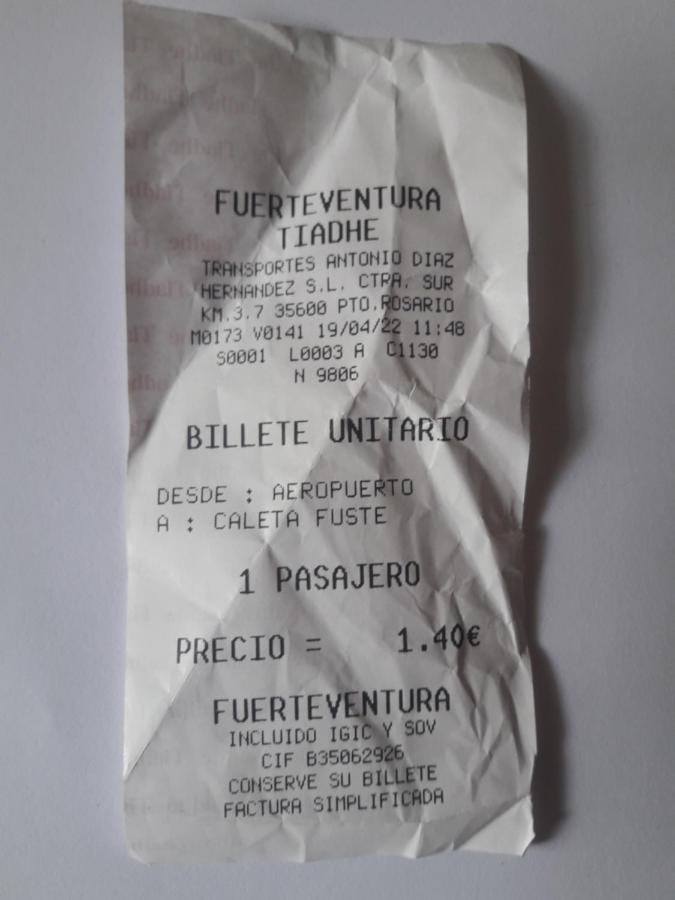 FUERTEVENTURA
TIADHE
TRANSPORTES ANTONIO DIAZ
HERNANDEZ S.L. CTRA. SUR
KM.3.7 35600 PTO.ROSARIO
M0173 V0141 19/04/22 11:48
S0001 L0003 A C1130
N 9806
BILLETE UNITARIO
DESDE : AEROPUERTO
A : CALETA FUSTE
1 PASAJERO
PRECIO = 1.40€
FUERTEVENTURA
INCLUIDO IGIC Y SOV
CIF B35062926
CONSERVE SU BILLETE
FACTURA SIMPLIFICADA